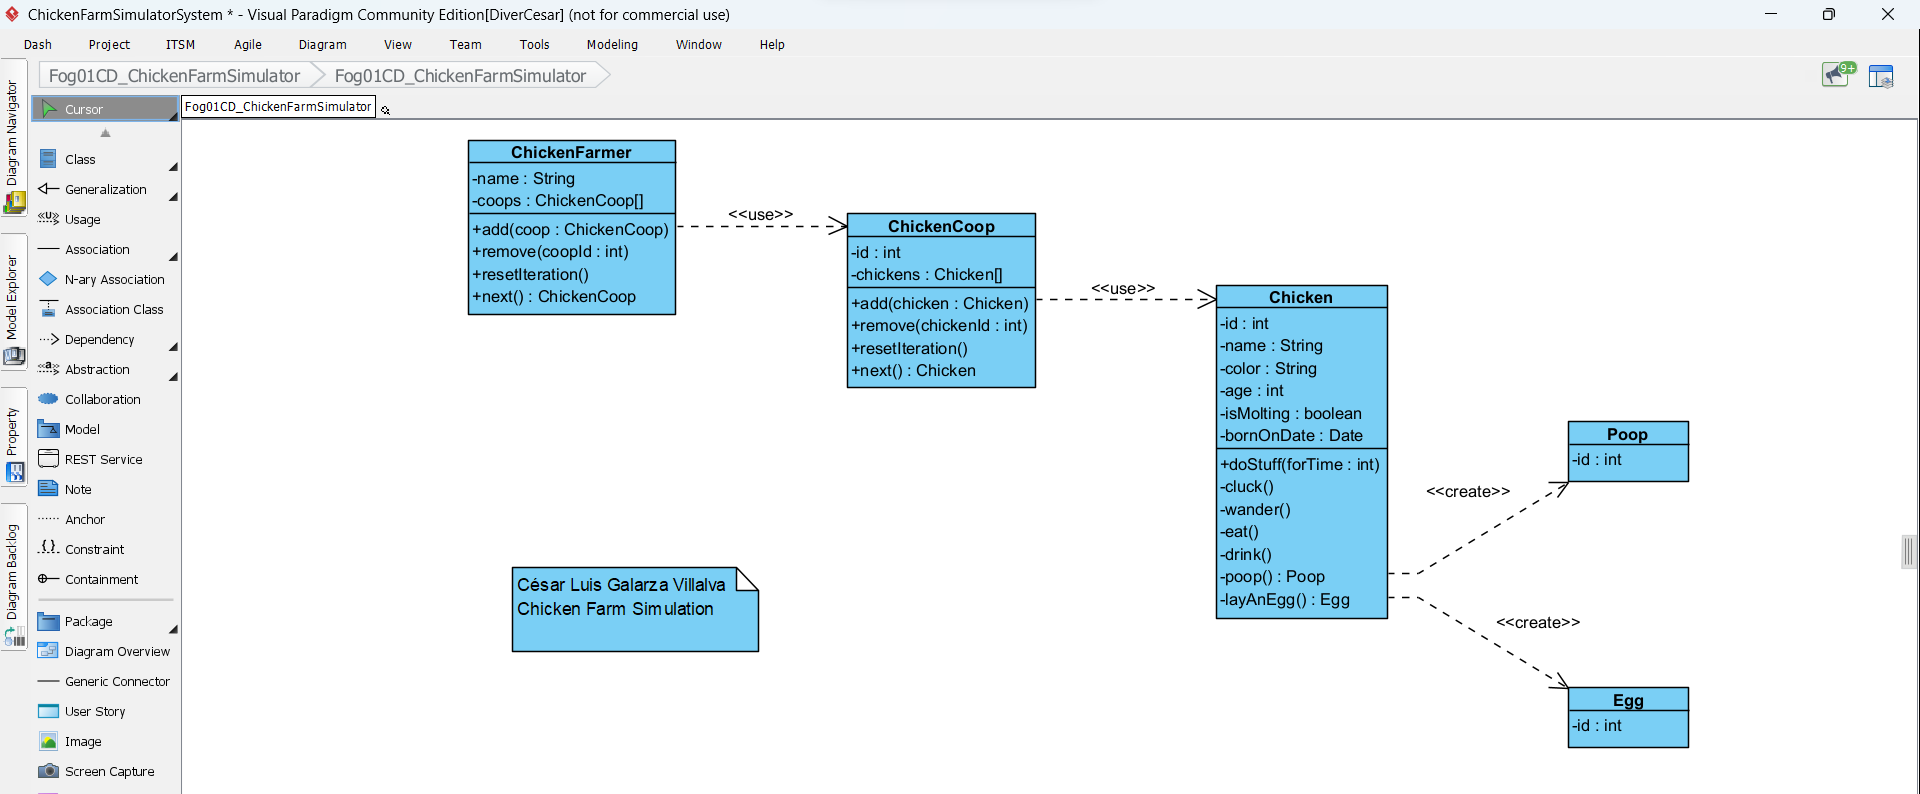 ChickenFarmSimulatorSystem * - Visual Paradigm Community Edition[DiverCesar] (not for commercial use)
Dash Project ITSM Agile Diagram View Team Tools Modeling Window Help
Fog01CD_ChickenFarmSimulator Fog01CD_ChickenFarmSimulator
9+
Diagram Navigator
Model Explorer
Property
Diagram Backlog
Cursor
Class
Generalization
<<U>> Usage
Association
N-ary Association
Association Class
Dependency
<<a>> Abstraction
Collaboration
Model
REST Service
Note
Anchor
{} Constraint
Containment
Package
Diagram Overview
Generic Connector
User Story
Image
Screen Capture
Fog01CD_ChickenFarmSimulator
ChickenFarmer
-name : String
-coops : ChickenCoop[]
+add(coop : ChickenCoop)
+remove(coopId : int)
+resetIteration()
+next() : ChickenCoop
<<use>>
ChickenCoop
-id : int
-chickens : Chicken[]
+add(chicken : Chicken)
+remove(chickenId : int)
+resetIteration()
+next() : Chicken
<<use>>
Chicken
-id : int
-name : String
-color : String
-age : int
-isMolting : boolean
-bornOnDate : Date
+doStuff(forTime : int)
-cluck()
-wander()
-eat()
-drink()
-poop() : Poop
-layAnEgg() : Egg
<<create>>
Poop
-id : int
<<create>>
Egg
-id : int
César Luis Galarza Villalva
Chicken Farm Simulation